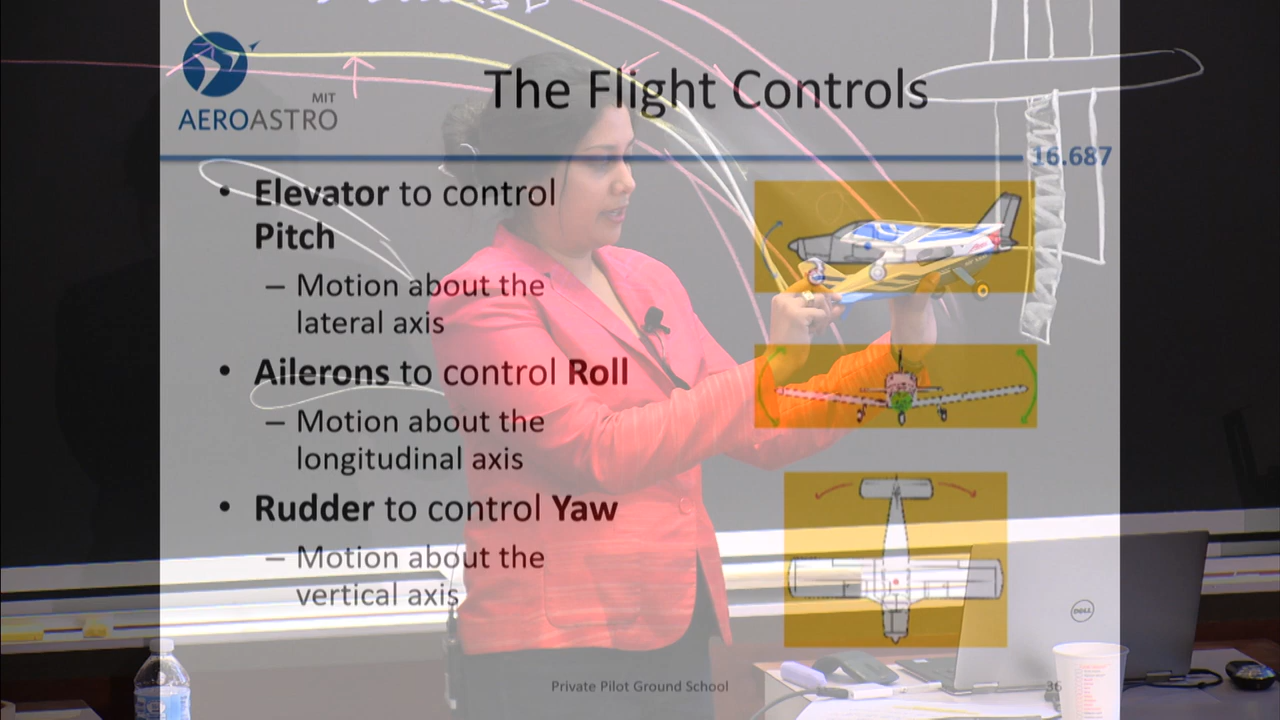 MIT
AEROASTRO
The Flight Controls
16.687
• Elevator to control
Pitch
– Motion about the
lateral axis
• Ailerons to control Roll
– Motion about the
longitudinal axis
• Rudder to control Yaw
– Motion about the
vertical axis
DELL
Private Pilot Ground School
36